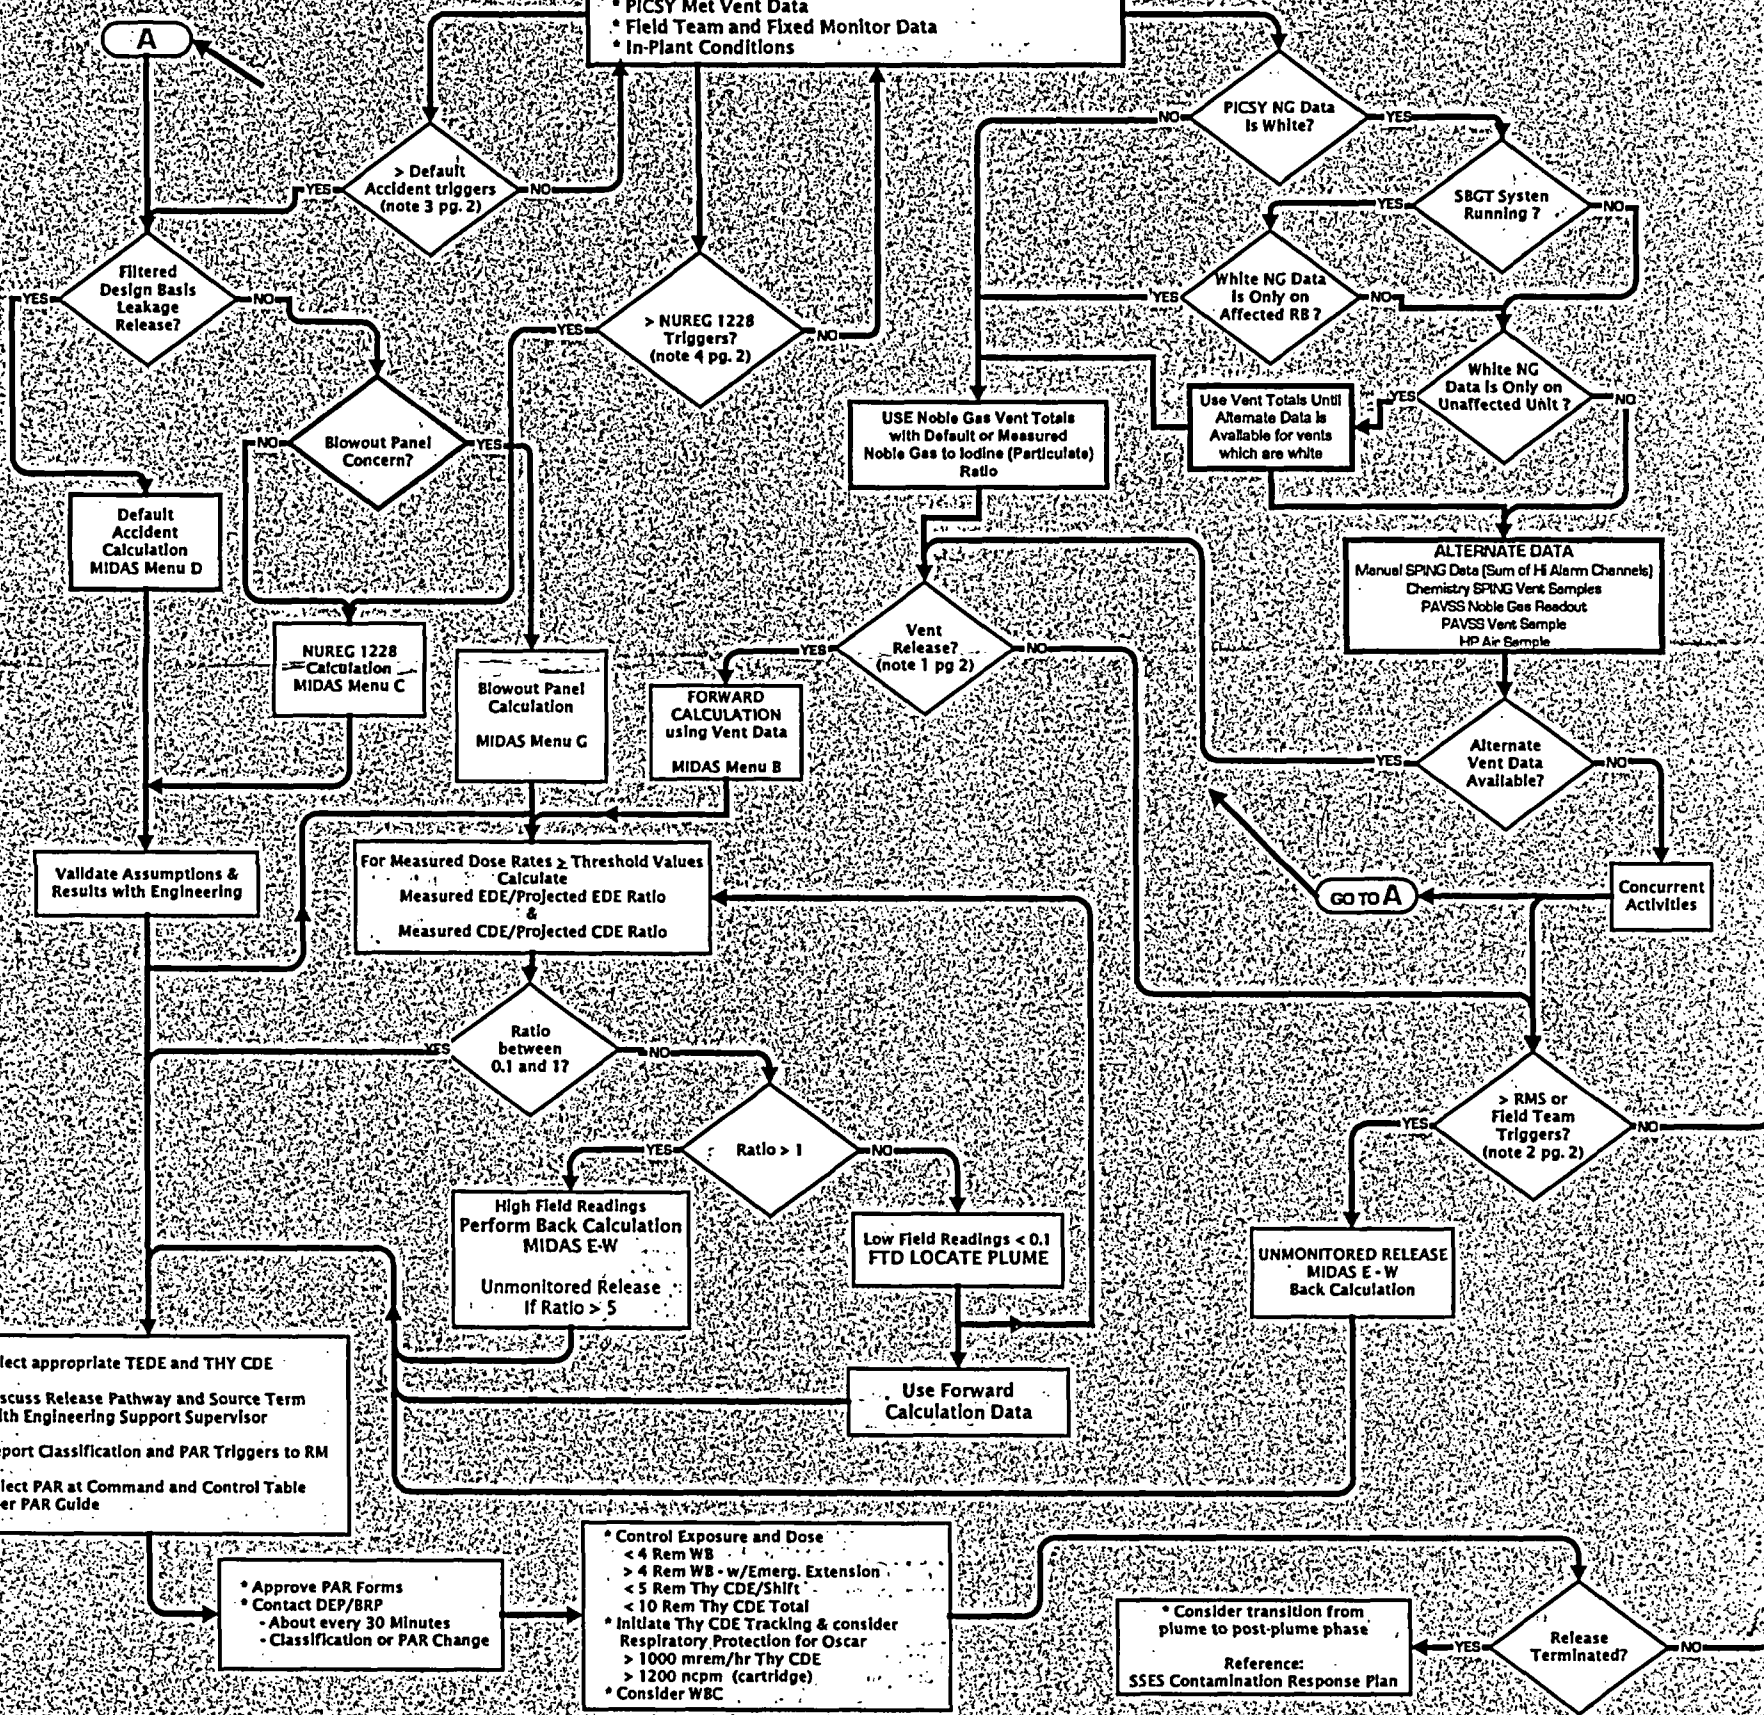 * PICSY Met Vent Data
* Field Team and Fixed Monitor Data
* In-Plant Conditions
A
PICSY NG Data
Is White?
NO
YES
> Default
Accident triggers
(note 3 pg. 2)
YES
NO
SBGT Systen
Running ?
YES
NO
Filtered
Design Basis
Leakage
Release?
YES
NO
> NUREG 1228
Triggers?
(note 4 pg. 2)
YES
NO
White NG Data
Is Only on
Affected RB ?
YES
NO
White NG
Data Is Only on
Unaffected Unit ?
YES
NO
Blowout Panel
Concern?
NO
YES
USE Noble Gas Vent Totals
with Default or Measured
Noble Gas to Iodine (Particulate)
Ratio
Use Vent Totals Until
Alternate Data Is
Available for vents
which are white
Default
Accident
Calculation
MIDAS Menu D
ALTERNATE DATA
Manual SPING Data (Sum of Hi Alarm Channels)
Chemistry SPING Vent Samples
PAVSS Noble Gas Readout
PAVSS Vent Sample
HP Air Sample
NUREG 1228
Calculation
MIDAS Menu C
Blowout Panel
Calculation
MIDAS Menu G
FORWARD
CALCULATION
using Vent Data
MIDAS Menu B
Vent
Release?
(note 1 pg 2)
YES
NO
Alternate
Vent Data
Available?
YES
NO
Validate Assumptions &
Results with Engineering
For Measured Dose Rates ≥ Threshold Values
Calculate
Measured EDE/Projected EDE Ratio
&
Measured CDE/Projected CDE Ratio
GO TO A
Concurrent
Activities
Ratio
between
0.1 and 1?
YES
NO
Ratio > 1
YES
NO
> RMS or
Field Team
Triggers?
(note 2 pg. 2)
YES
NO
High Field Readings
Perform Back Calculation
MIDAS E-W
Unmonitored Release
If Ratio > 5
Low Field Readings < 0.1
FTD LOCATE PLUME
UNMONITORED RELEASE
MIDAS E - W
Back Calculation
Use Forward
Calculation Data
lect appropriate TEDE and THY CDE
scuss Release Pathway and Source Term
ith Engineering Support Supervisor
port Classification and PAR Triggers to RM
lect PAR at Command and Control Table
er PAR Guide
* Approve PAR Forms
* Contact DEP/BRP
- About every 30 Minutes
- Classification or PAR Change
* Control Exposure and Dose
< 4 Rem WB
> 4 Rem WB - w/Emerg. Extension
< 5 Rem Thy CDE/Shift
< 10 Rem Thy CDE Total
* Initiate Thy CDE Tracking & consider
Respiratory Protection for Oscar
> 1000 mrem/hr Thy CDE
> 1200 ncpm (cartridge)
* Consider WBC
* Consider transition from
plume to post-plume phase
Reference:
SSES Contamination Response Plan
Release
Terminated?
YES
NO